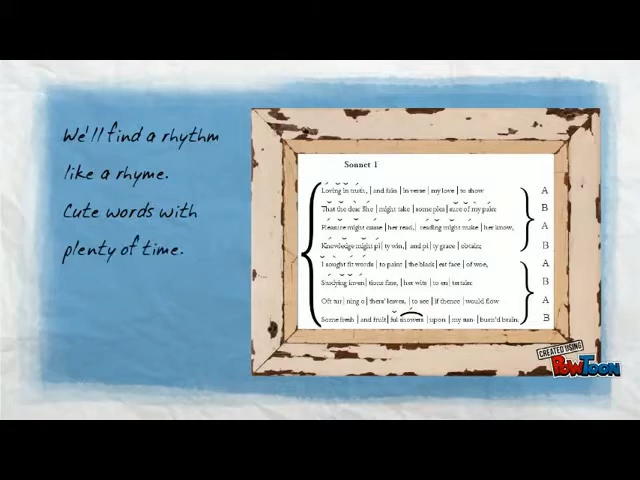 We'll find a rhythm
like a rhyme.
Cute words with
plenty of time.
Sonnet 1
Loving in truth, | and fain | in verse | my love | to show A
That the dear She | might take | some plea | sure of my pain: B
Pleasure might cause | her read, | reading might make | her know, A
Knowledge might pi | ty win, | and pi | ty grace | obtain; B
I sought fit words | to paint | the black | est face | of woe, A
Studying inven | tions fine, | her wits | to en | tertain: B
Oft tur | ning o | thers' leaves, | to see | if thence | would flow A
Some fresh | and fruit | ful showers | upon | my sun- | burn'd brain. B
CREATED USING
POWTOON